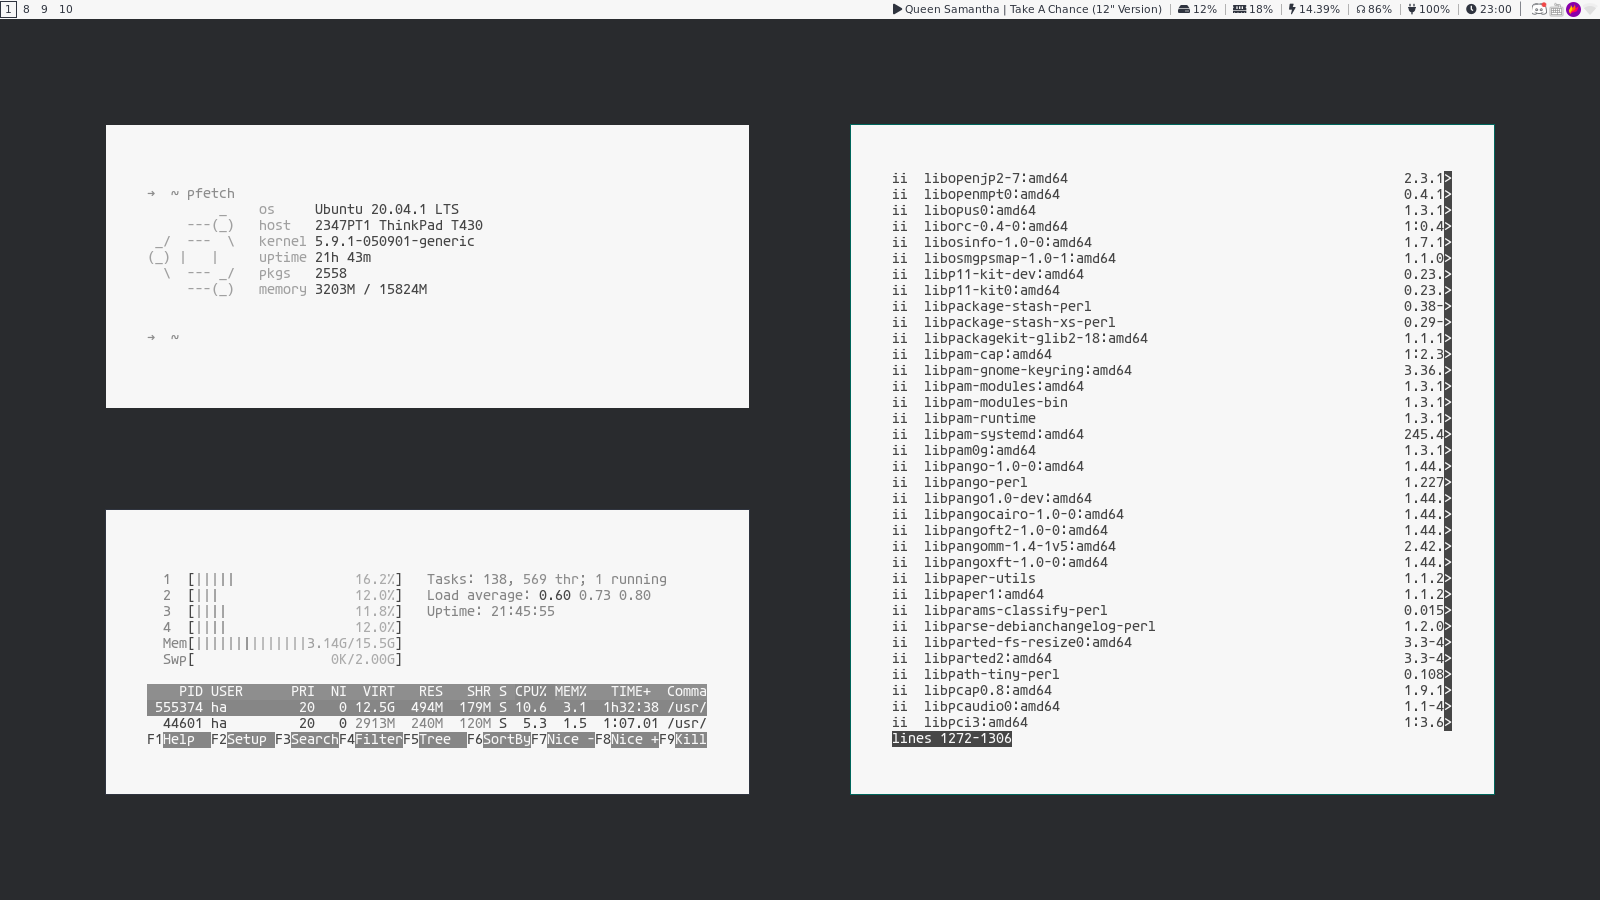 1 8 9 10
Queen Samantha | Take A Chance (12" Version) | 12% | 18% | 14.39% | 86% | 100% | 23:00
→ ~ pfetch
_ os Ubuntu 20.04.1 LTS
---(_) host 2347PT1 ThinkPad T430
_/ --- \ kernel 5.9.1-050901-generic
(_) | | uptime 21h 43m
\ --- _/ pkgs 2558
---(_) memory 3203M / 15824M
→ ~
1 [||||| 16.2%] Tasks: 138, 569 thr; 1 running
2 [||| 12.0%] Load average: 0.60 0.73 0.80
3 [|||| 11.8%] Uptime: 21:45:55
4 [|||| 12.0%]
Mem[||||||||||||||3.14G/15.5G]
Swp[ 0K/2.00G]
PID USER PRI NI VIRT RES SHR S CPU% MEM% TIME+ Comma
555374 ha 20 0 12.5G 494M 179M S 10.6 3.1 1h32:38 /usr/
44601 ha 20 0 2913M 240M 120M S 5.3 1.5 1:07.01 /usr/
F1Help F2Setup F3SearchF4FilterF5Tree F6SortByF7Nice -F8Nice +F9Kill
ii libopenjp2-7:amd64 2.3.1>
ii libopenmpt0:amd64 0.4.1>
ii libopus0:amd64 1.3.1>
ii liborc-0.4-0:amd64 1:0.4>
ii libosinfo-1.0-0:amd64 1.7.1>
ii libosmgpsmap-1.0-1:amd64 1.1.0>
ii libp11-kit-dev:amd64 0.23.>
ii libp11-kit0:amd64 0.23.>
ii libpackage-stash-perl 0.38->
ii libpackage-stash-xs-perl 0.29->
ii libpackagekit-glib2-18:amd64 1.1.1>
ii libpam-cap:amd64 1:2.3>
ii libpam-gnome-keyring:amd64 3.36.>
ii libpam-modules:amd64 1.3.1>
ii libpam-modules-bin 1.3.1>
ii libpam-runtime 1.3.1>
ii libpam-systemd:amd64 245.4>
ii libpam0g:amd64 1.3.1>
ii libpango-1.0-0:amd64 1.44.>
ii libpango-perl 1.227>
ii libpango1.0-dev:amd64 1.44.>
ii libpangocairo-1.0-0:amd64 1.44.>
ii libpangoft2-1.0-0:amd64 1.44.>
ii libpangomm-1.4-1v5:amd64 2.42.>
ii libpangoxft-1.0-0:amd64 1.44.>
ii libpaper-utils 1.1.2>
ii libpaper1:amd64 1.1.2>
ii libparams-classify-perl 0.015>
ii libparse-debianchangelog-perl 1.2.0>
ii libparted-fs-resize0:amd64 3.3-4>
ii libparted2:amd64 3.3-4>
ii libpath-tiny-perl 0.108>
ii libpcap0.8:amd64 1.9.1>
ii libpcaudio0:amd64 1.1-4>
ii libpci3:amd64 1:3.6>
lines 1272-1306